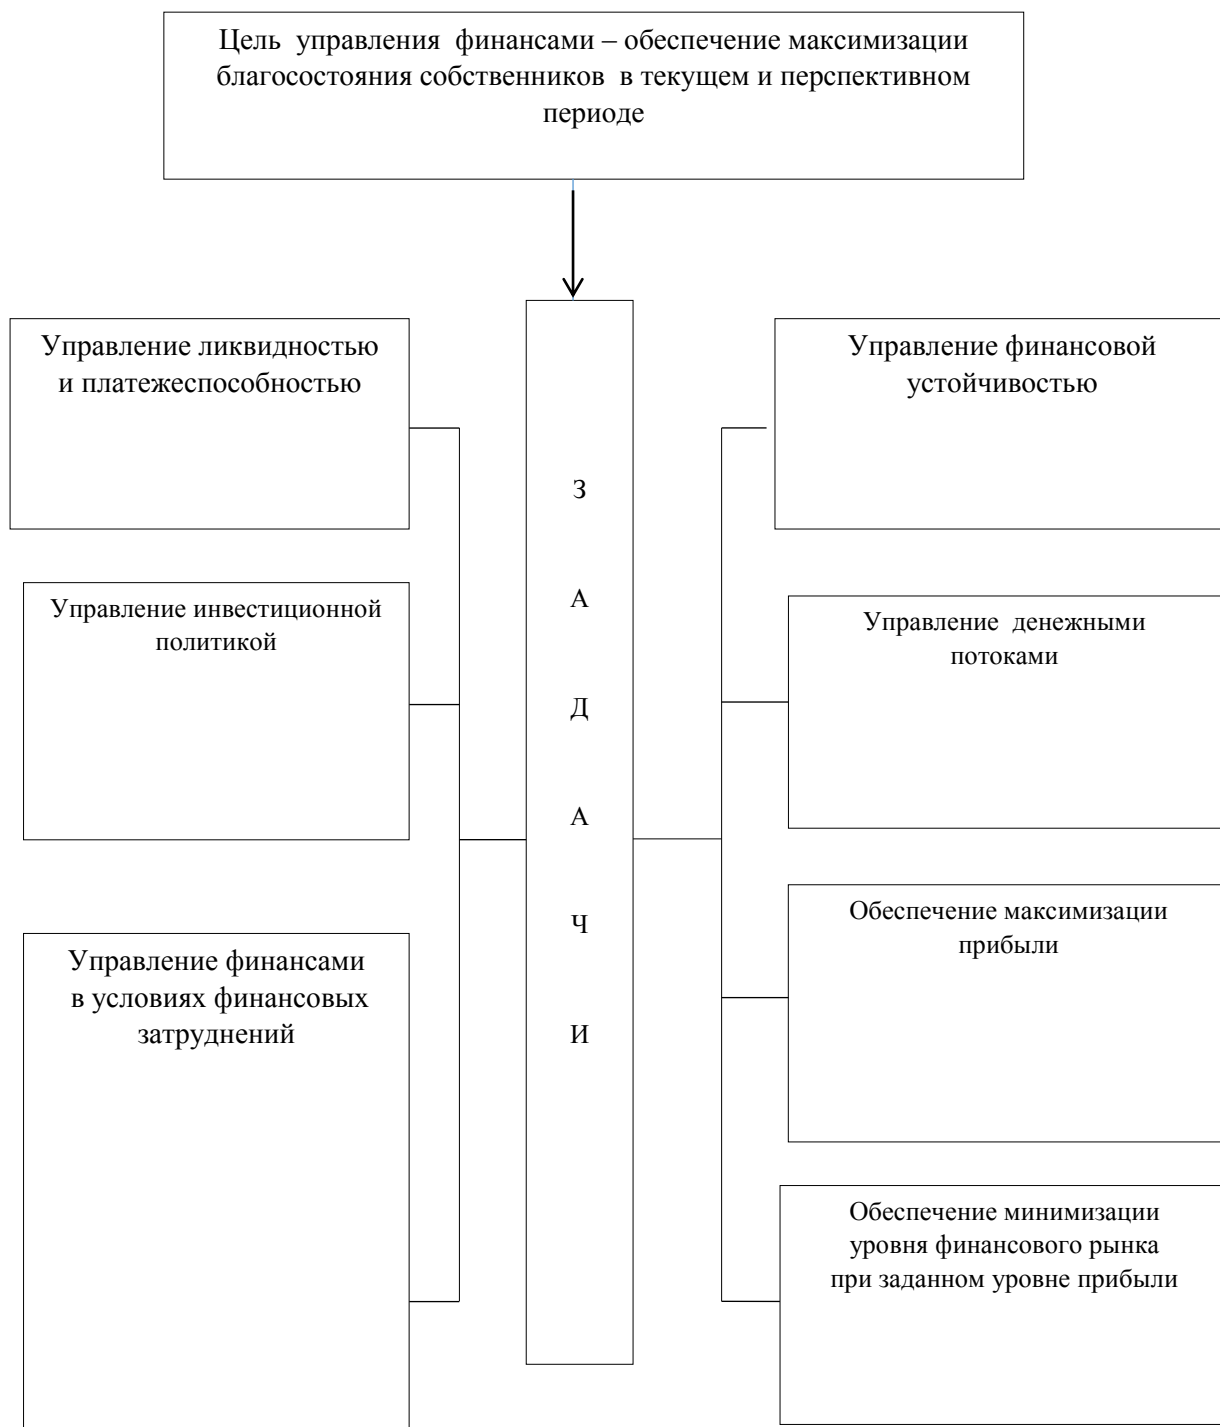 Цель управления финансами – обеспечение максимизации
благосостояния собственников в текущем и перспективном
периоде
Управление ликвидностью
и платежеспособностью
Управление инвестиционной
политикой
Управление финансами
в условиях финансовых
затруднений
З
А
Д
А
Ч
И
Управление финансовой
устойчивостью
Управление денежными
потоками
Обеспечение максимизации
прибыли
Обеспечение минимизации
уровня финансового рынка
при заданном уровне прибыли